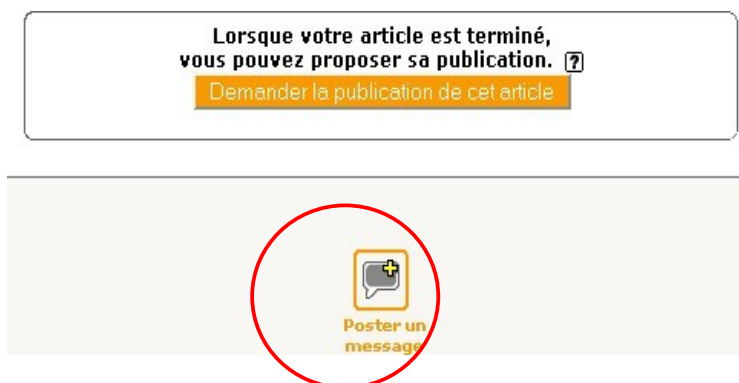 Lorsque votre article est terminé,
vous pouvez proposer sa publication. ?
Demander la publication de cet article
Poster un
message